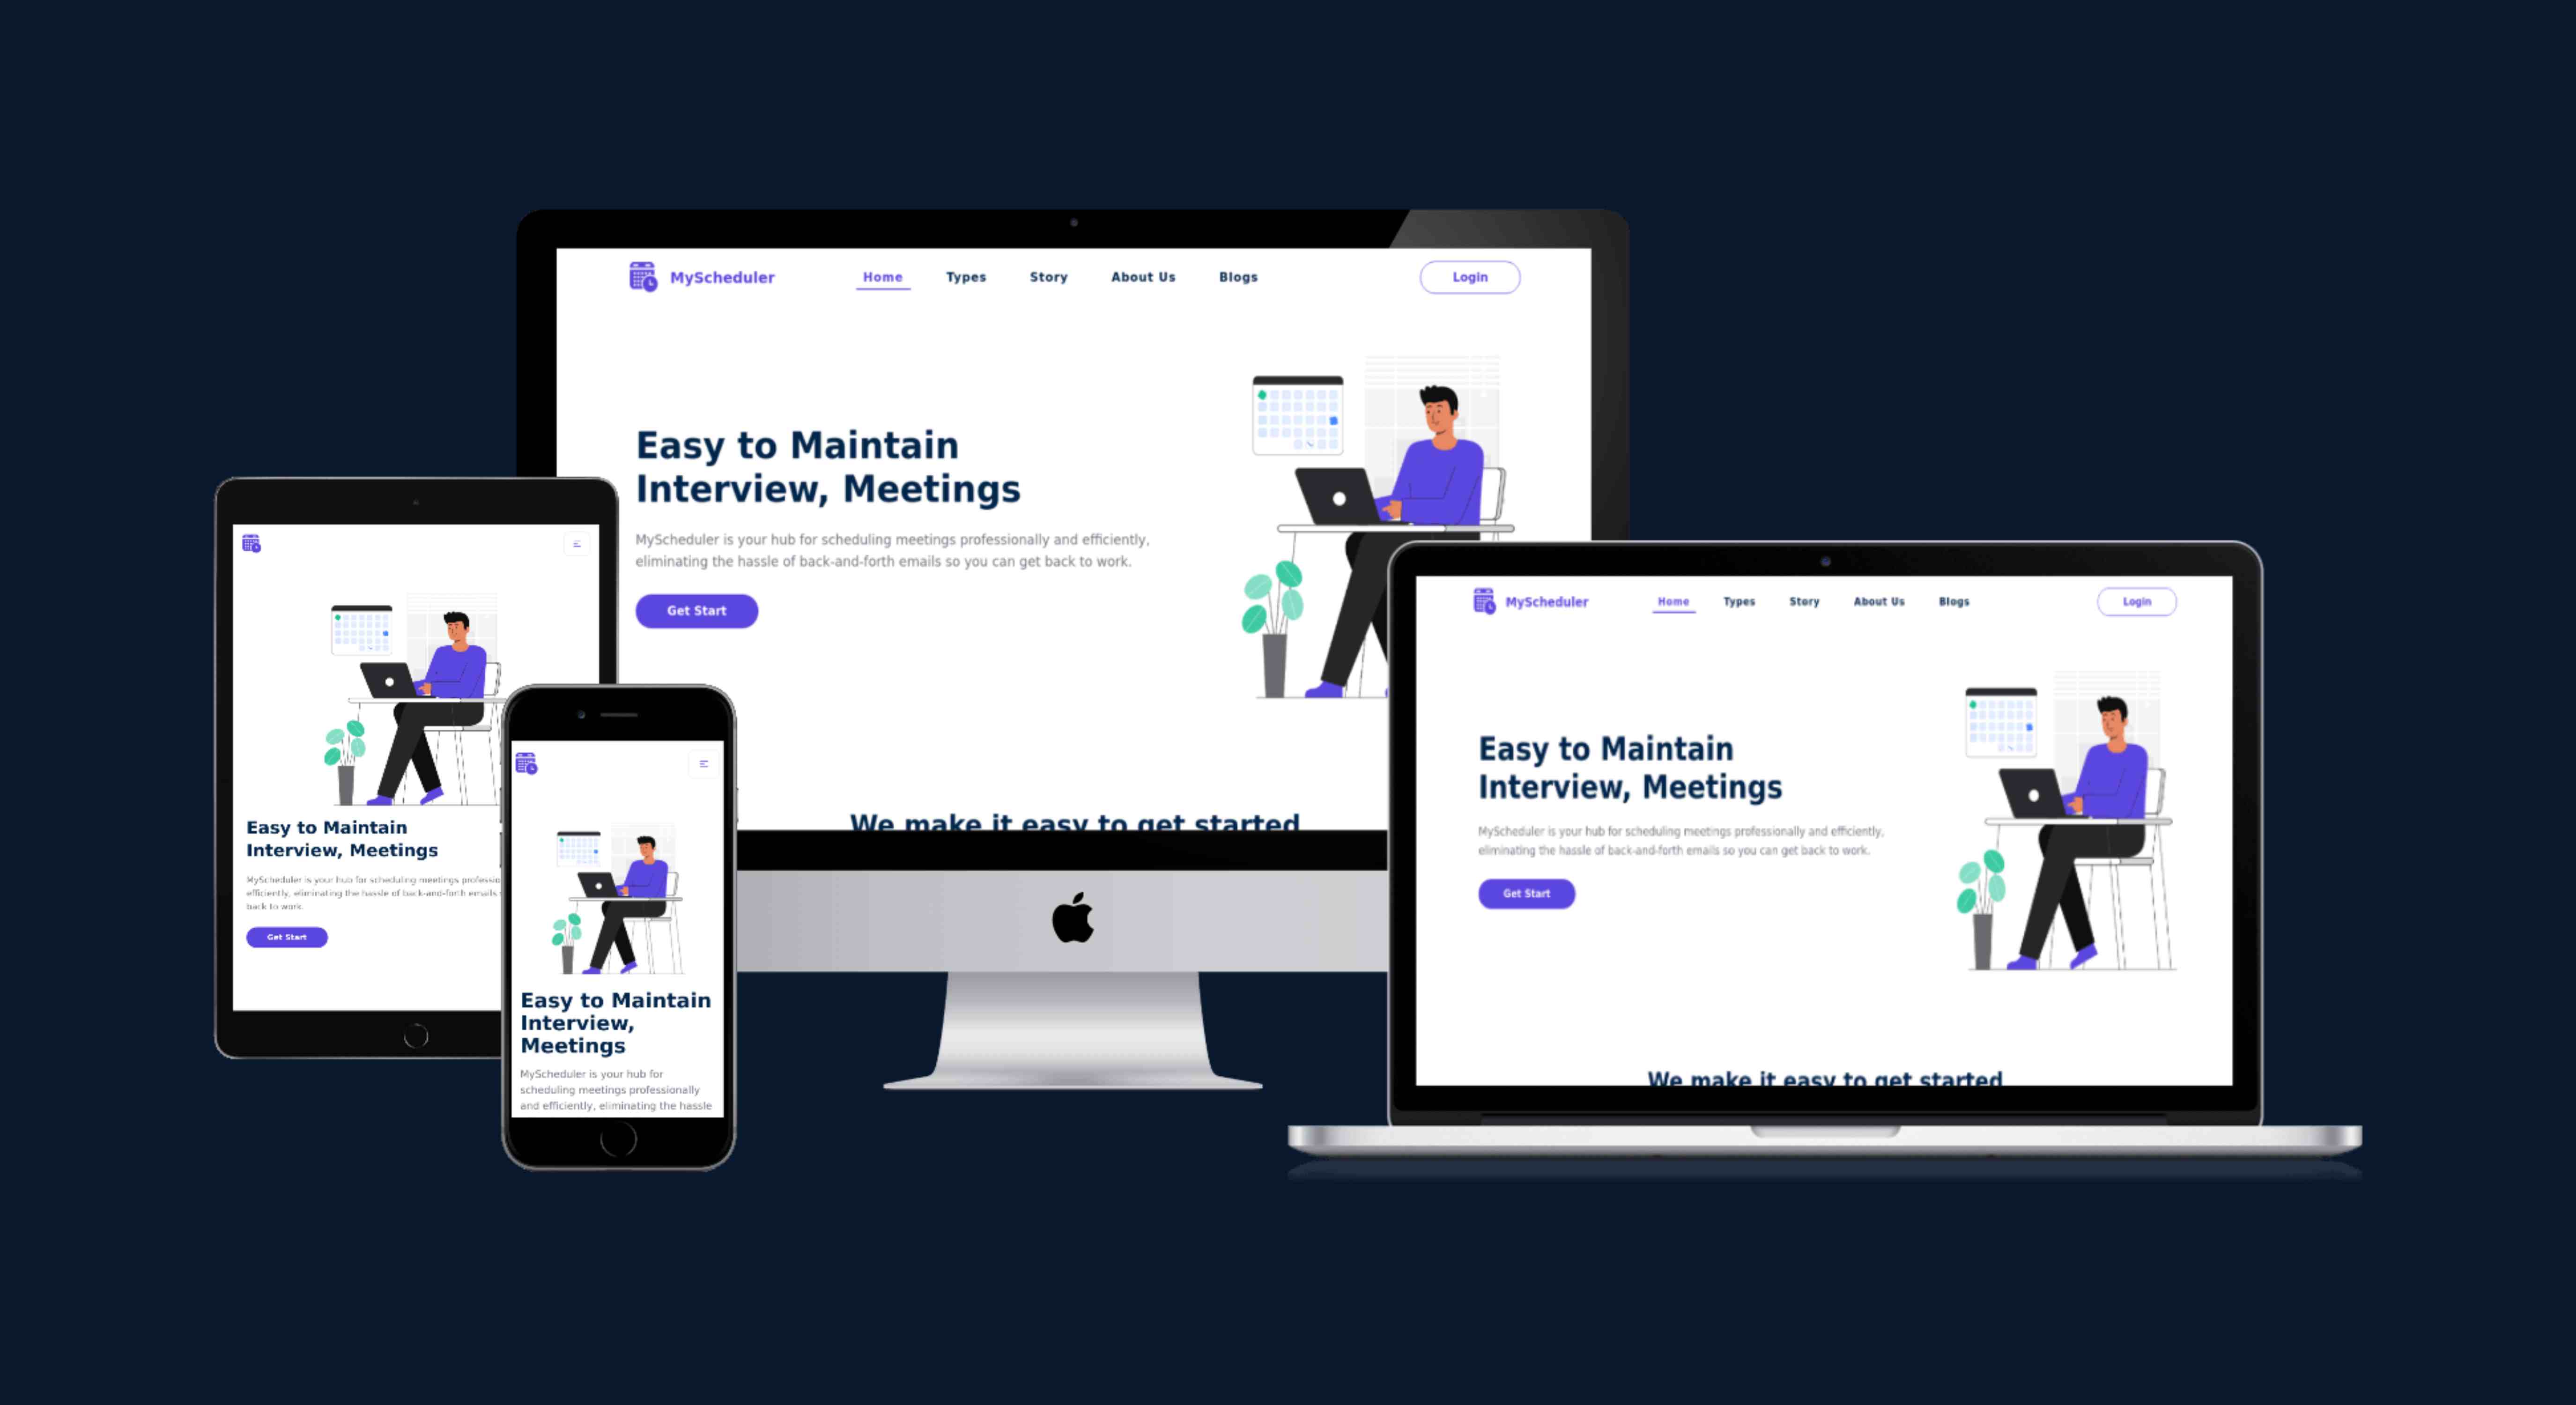 MyScheduler
Home Types Story About Us Blogs
Login
Easy to Maintain
Interview, Meetings
MyScheduler is your hub for scheduling meetings professionally and efficiently,
eliminating the hassle of back-and-forth emails so you can get back to work.
Get Start
We make it easy to get started
Easy to Maintain
Interview, Meetings
MyScheduler is your hub for scheduling meetings
efficiently, eliminating the hassle of back-and-forth emails
back to work.
Get Start
Easy to Maintain
Interview,
Meetings
MyScheduler is your hub for
scheduling meetings professionally
and efficiently, eliminating the hassle
MyScheduler
Home Types Story About Us Blogs
Login
Easy to Maintain
Interview, Meetings
MyScheduler is your hub for scheduling meetings professionally and efficiently,
eliminating the hassle of back-and-forth emails so you can get back to work.
Get Start
We make it easy to get started